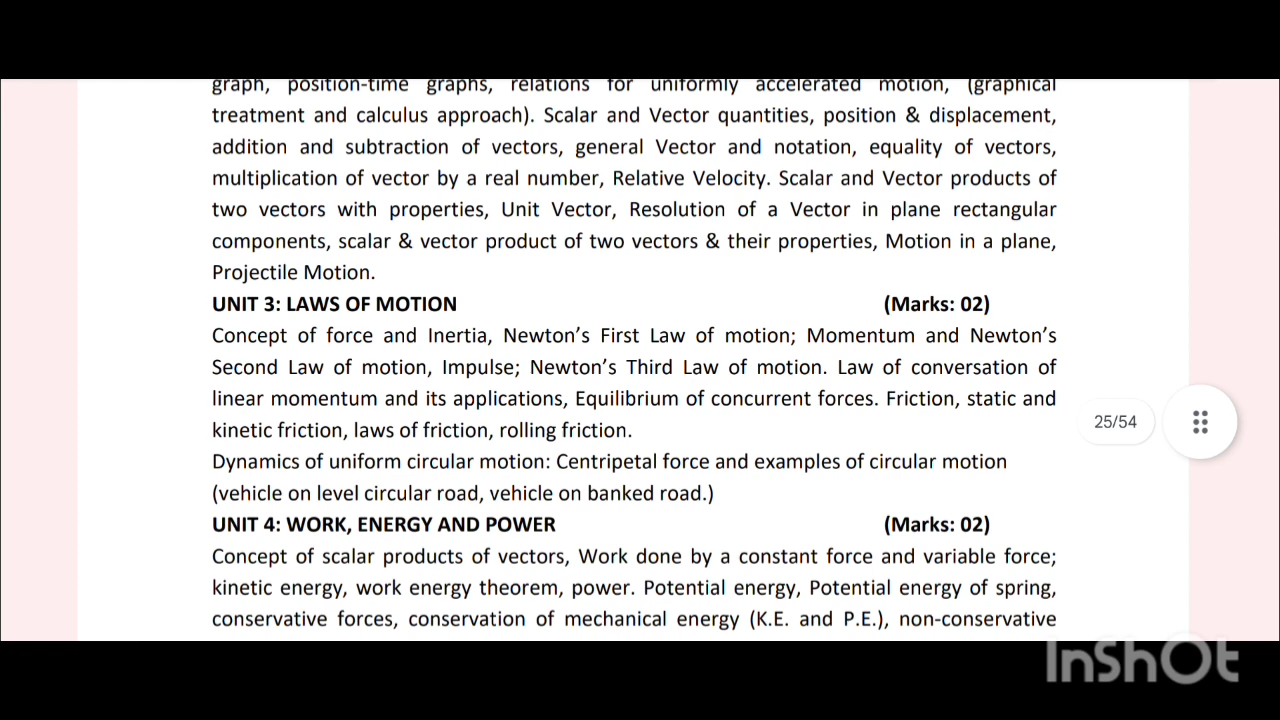 graph, position-time graphs, relations for uniformly accelerated motion, (graphical
treatment and calculus approach). Scalar and Vector quantities, position & displacement,
addition and subtraction of vectors, general Vector and notation, equality of vectors,
multiplication of vector by a real number, Relative Velocity. Scalar and Vector products of
two vectors with properties, Unit Vector, Resolution of a Vector in plane rectangular
components, scalar & vector product of two vectors & their properties, Motion in a plane,
Projectile Motion.
UNIT 3: LAWS OF MOTION (Marks: 02)
Concept of force and Inertia, Newton’s First Law of motion; Momentum and Newton’s
Second Law of motion, Impulse; Newton’s Third Law of motion. Law of conversation of
linear momentum and its applications, Equilibrium of concurrent forces. Friction, static and
kinetic friction, laws of friction, rolling friction.
25/54
Dynamics of uniform circular motion: Centripetal force and examples of circular motion
(vehicle on level circular road, vehicle on banked road.)
UNIT 4: WORK, ENERGY AND POWER (Marks: 02)
Concept of scalar products of vectors, Work done by a constant force and variable force;
kinetic energy, work energy theorem, power. Potential energy, Potential energy of spring,
conservative forces, conservation of mechanical energy (K.E. and P.E.), non-conservative
InShOt